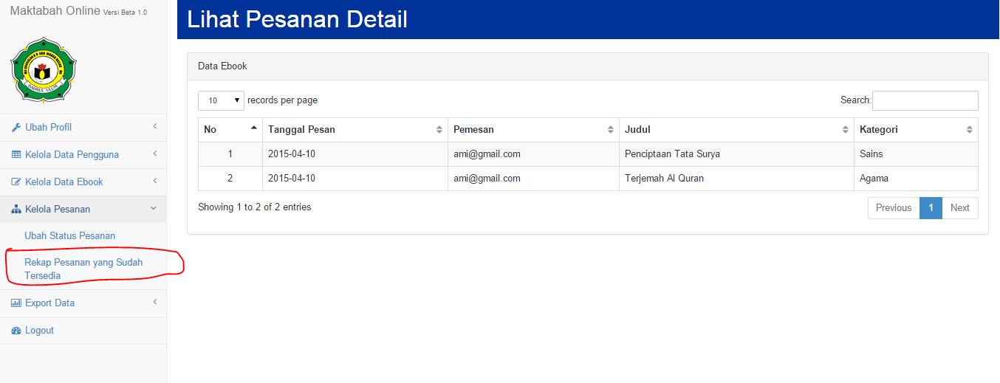 Maktabah Online Versi Beta 1.0
Lihat Pesanan Detail
BAHRUL ULUM
Ubah Profil
Kelola Data Pengguna
Kelola Data Ebook
Kelola Pesanan
Ubah Status Pesanan
Rekap Pesanan yang Sudah
Tersedia
Export Data
Logout
Data Ebook
10 records per page
Search:
No Tanggal Pesan Pemesan Judul Kategori
1 2015-04-10 ami@gmail.com Penciptaan Tata Surya Sains
2 2015-04-10 ami@gmail.com Terjemah Al Quran Agama
Showing 1 to 2 of 2 entries
Previous 1 Next